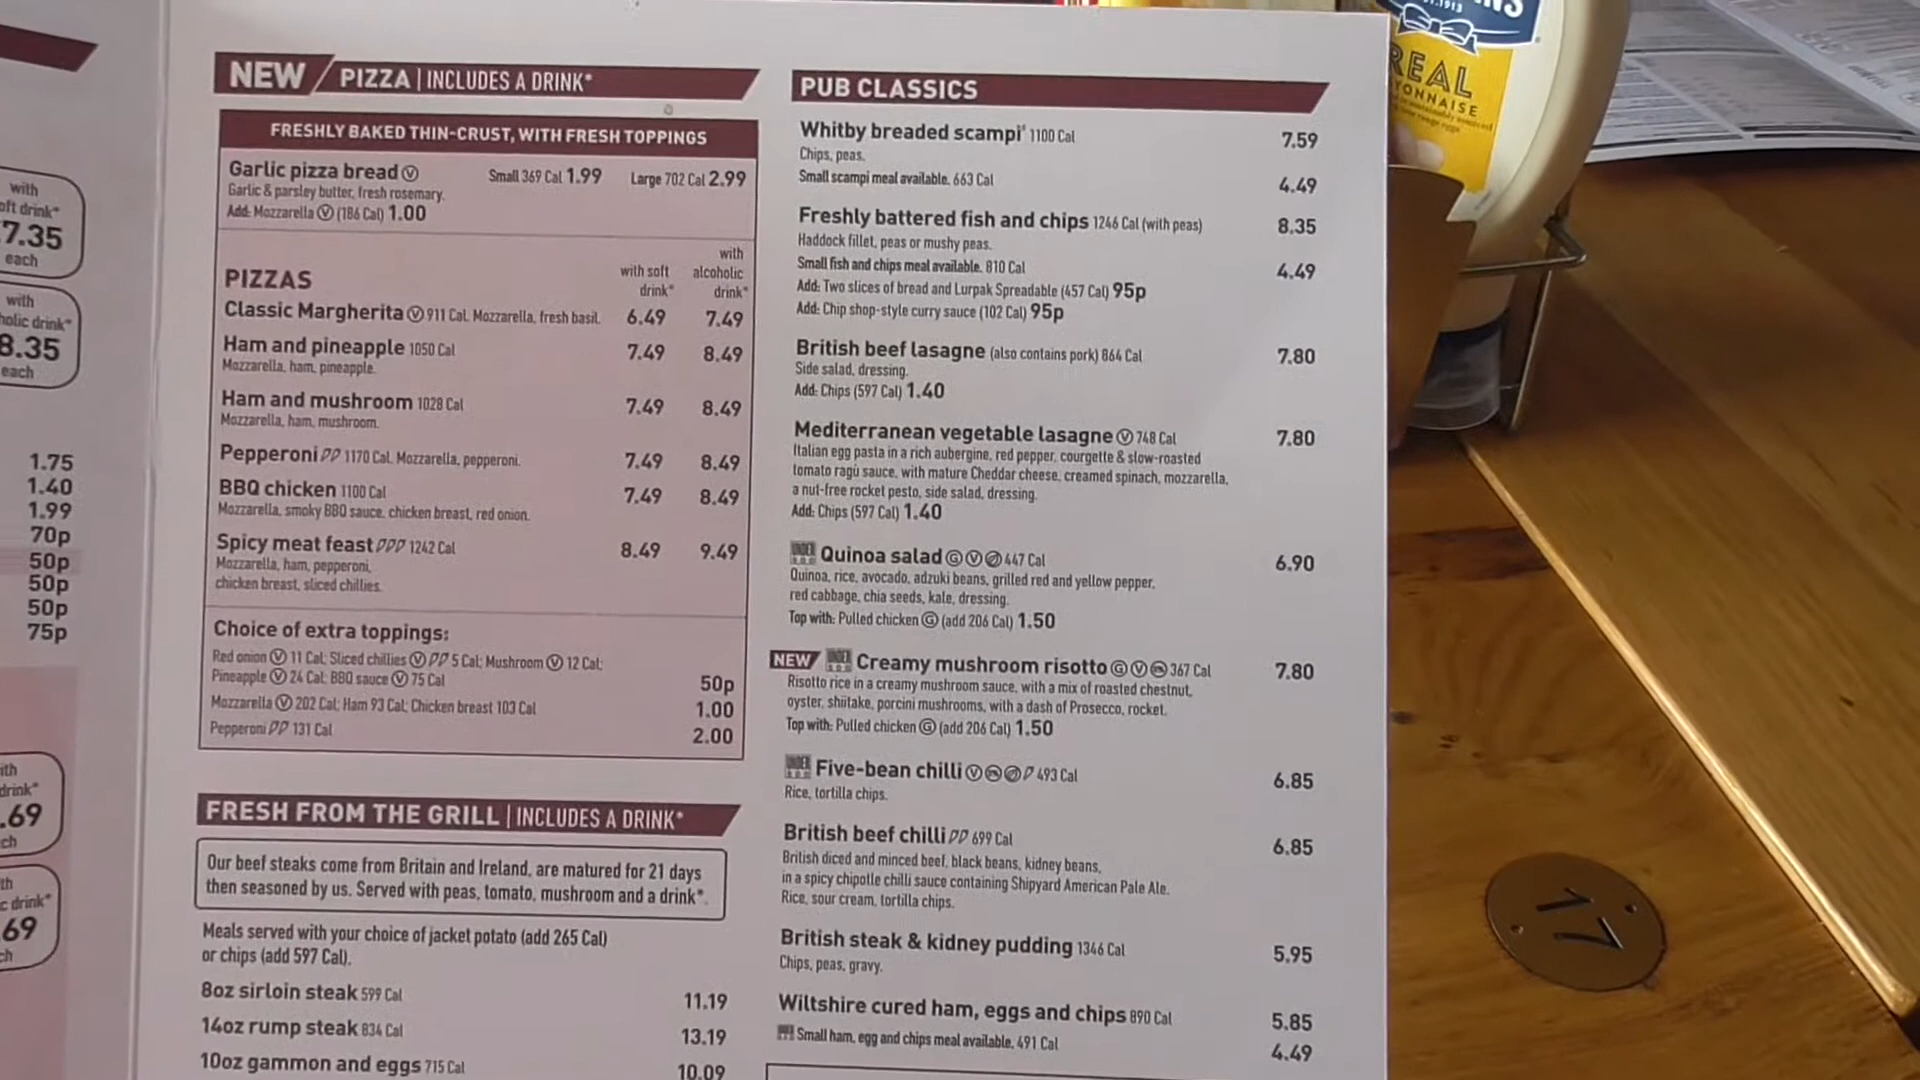 with
oft drink*
7.35
each
with
holic drink*
8.35
each
1.75
1.40
1.99
70p
50p
50p
50p
75p
ith
drink*
.69
ch
th
c drink*
69
ch
NEW PIZZA | INCLUDES A DRINK*
FRESHLY BAKED THIN-CRUST, WITH FRESH TOPPINGS
Garlic pizza bread Ⓥ Small 369 Cal 1.99 Large 702 Cal 2.99
Garlic & parsley butter, fresh rosemary.
Add: Mozzarella Ⓥ (186 Cal) 1.00
PIZZAS
with soft drink*
with alcoholic drink*
Classic Margherita Ⓥ 911 Cal. Mozzarella, fresh basil. 6.49 7.49
Ham and pineapple 1050 Cal 7.49 8.49
Mozzarella, ham, pineapple.
Ham and mushroom 1028 Cal 7.49 8.49
Mozzarella, ham, mushroom.
Pepperoni 1170 Cal. Mozzarella, pepperoni. 7.49 8.49
BBQ chicken 1100 Cal 7.49 8.49
Mozzarella, smoky BBQ sauce, chicken breast, red onion.
Spicy meat feast 1242 Cal 8.49 9.49
Mozzarella, ham, pepperoni,
chicken breast, sliced chillies.
Choice of extra toppings:
Red onion Ⓥ 11 Cal; Sliced chillies Ⓥ 5 Cal; Mushroom Ⓥ 12 Cal;
Pineapple Ⓥ 24 Cal; BBQ sauce Ⓥ 75 Cal 50p
Mozzarella Ⓥ 202 Cal; Ham 93 Cal; Chicken breast 103 Cal 1.00
Pepperoni 131 Cal 2.00
FRESH FROM THE GRILL | INCLUDES A DRINK*
Our beef steaks come from Britain and Ireland, are matured for 21 days
then seasoned by us. Served with peas, tomato, mushroom and a drink*.
Meals served with your choice of jacket potato (add 265 Cal)
or chips (add 597 Cal).
8oz sirloin steak 599 Cal 11.19
14oz rump steak 834 Cal 13.19
10oz gammon and eggs 715 Cal 10.09
PUB CLASSICS
Whitby breaded scampi† 1100 Cal 7.59
Chips, peas.
Small scampi meal available. 663 Cal 4.49
Freshly battered fish and chips 1246 Cal (with peas) 8.35
Haddock fillet, peas or mushy peas.
Small fish and chips meal available. 810 Cal 4.49
Add: Two slices of bread and Lurpak Spreadable (457 Cal) 95p
Add: Chip shop-style curry sauce (102 Cal) 95p
British beef lasagne (also contains pork) 864 Cal 7.80
Side salad, dressing.
Add: Chips (597 Cal) 1.40
Mediterranean vegetable lasagne Ⓥ 748 Cal 7.80
Italian egg pasta in a rich aubergine, red pepper, courgette & slow-roasted
tomato ragù sauce, with mature Cheddar cheese, creamed spinach, mozzarella,
a nut-free rocket pesto, side salad, dressing.
Add: Chips (597 Cal) 1.40
UNDER Quinoa salad Ⓖ Ⓥ 447 Cal 6.90
Quinoa, rice, avocado, adzuki beans, grilled red and yellow pepper,
red cabbage, chia seeds, kale, dressing.
Top with: Pulled chicken Ⓖ (add 206 Cal) 1.50
NEW UNDER Creamy mushroom risotto Ⓖ Ⓥ 367 Cal 7.80
Risotto rice in a creamy mushroom sauce, with a mix of roasted chestnut,
oyster, shiitake, porcini mushrooms, with a dash of Prosecco, rocket.
Top with: Pulled chicken Ⓖ (add 206 Cal) 1.50
UNDER Five-bean chilli Ⓥ 493 Cal 6.85
Rice, tortilla chips.
British beef chilli 699 Cal 6.85
British diced and minced beef, black beans, kidney beans,
in a spicy chipotle chilli sauce containing Shipyard American Pale Ale.
Rice, sour cream, tortilla chips.
British steak & kidney pudding 1346 Cal 5.95
Chips, peas, gravy.
Wiltshire cured ham, eggs and chips 890 Cal 5.85
Small ham, egg and chips meal available, 491 Cal 4.49
1913
NS
REAL
ONNAISE
17